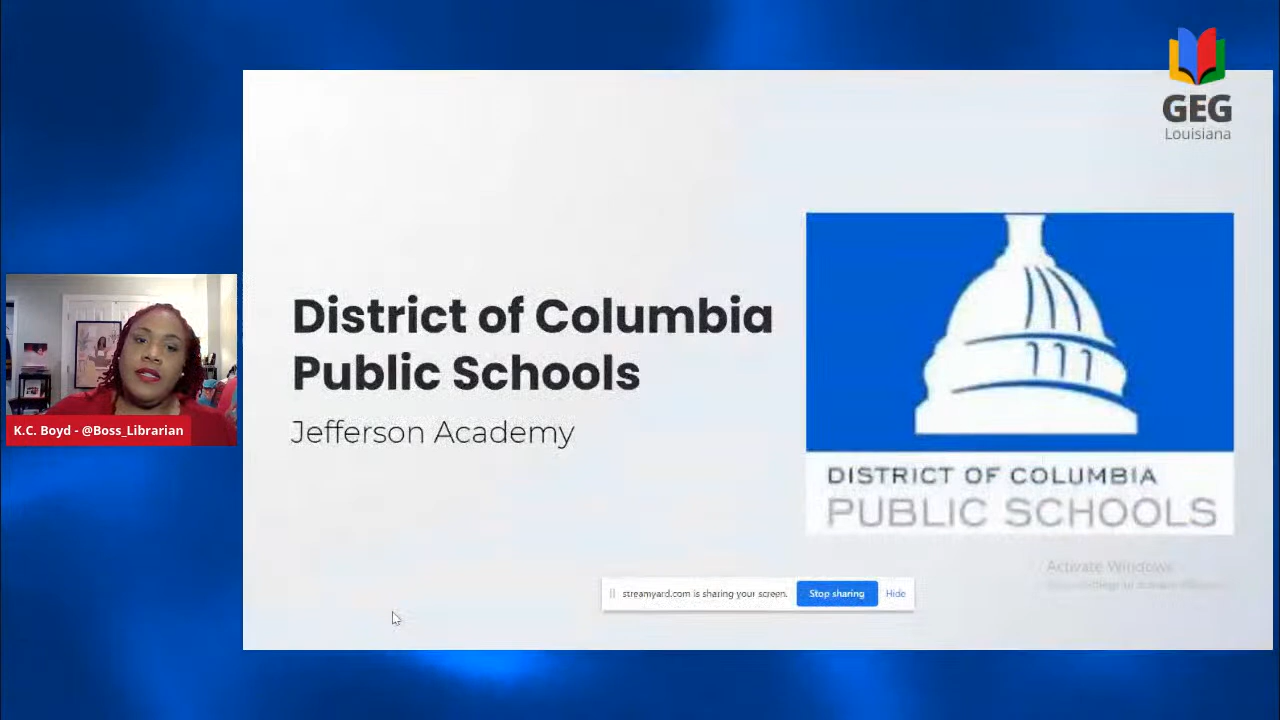 GEG
Louisiana
District of Columbia
Public Schools
Jefferson Academy
DISTRICT OF COLUMBIA
PUBLIC SCHOOLS
K.C. Boyd - @Boss_Librarian
Activate Windows
streamyard.com is sharing your screen.
Stop sharing
Hide